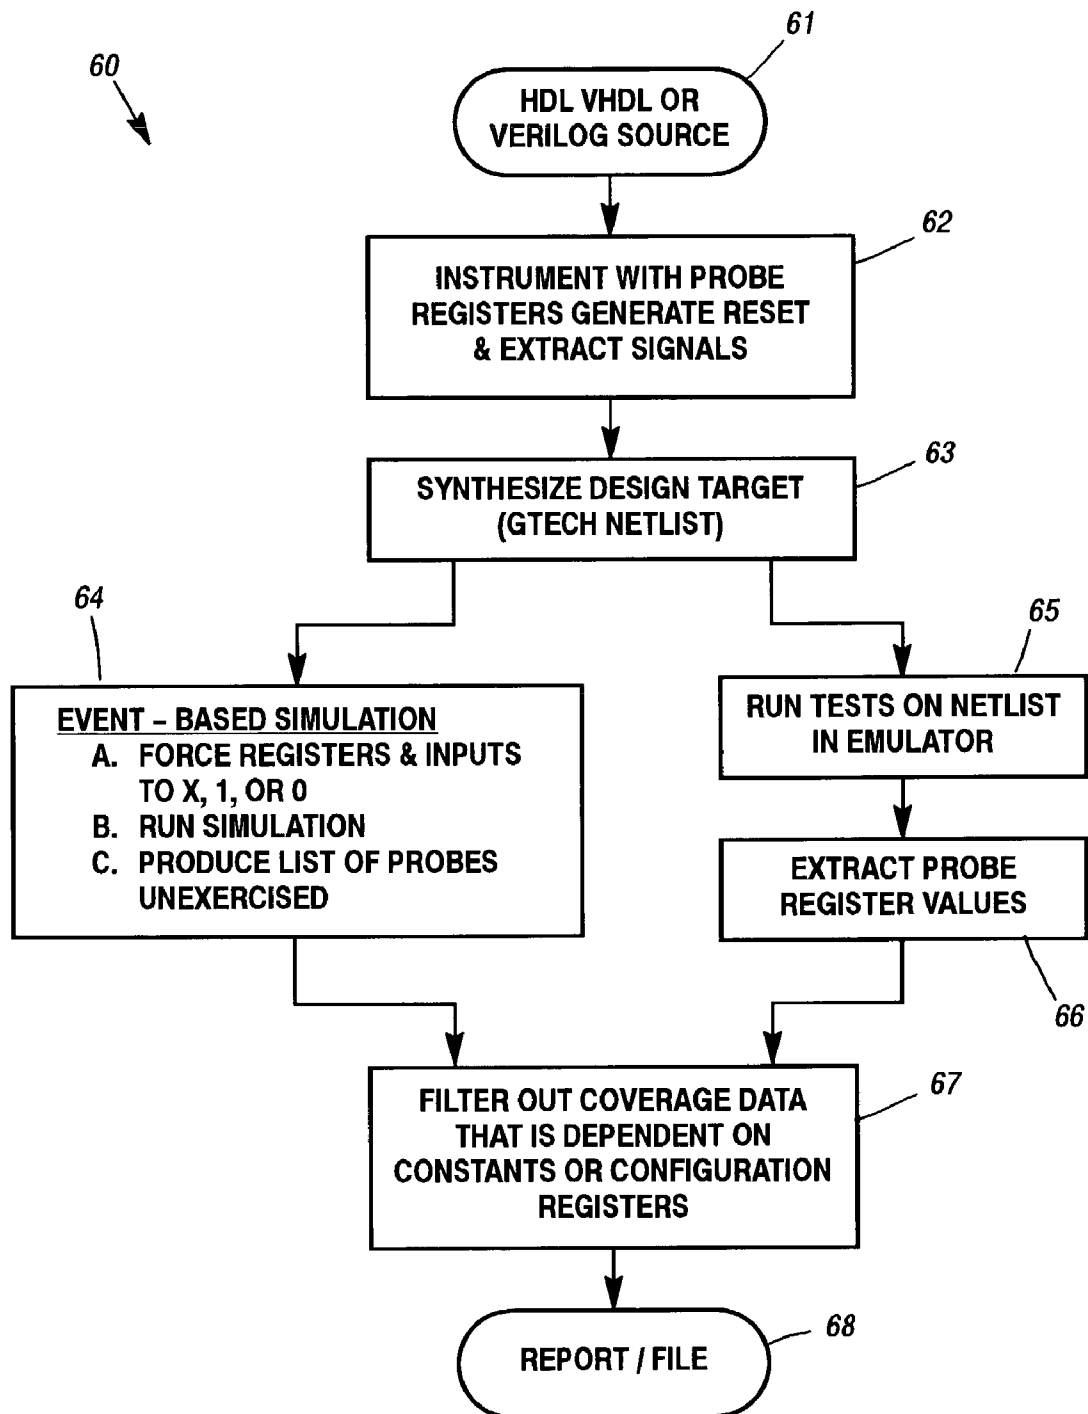 60
61
HDL VHDL OR
VERILOG SOURCE
62
INSTRUMENT WITH PROBE
REGISTERS GENERATE RESET
& EXTRACT SIGNALS
63
SYNTHESIZE DESIGN TARGET
(GTECH NETLIST)
64
EVENT – BASED SIMULATION
A. FORCE REGISTERS & INPUTS
TO X, 1, OR 0
B. RUN SIMULATION
C. PRODUCE LIST OF PROBES
UNEXERCISED
65
RUN TESTS ON NETLIST
IN EMULATOR
EXTRACT PROBE
REGISTER VALUES
66
67
FILTER OUT COVERAGE DATA
THAT IS DEPENDENT ON
CONSTANTS OR CONFIGURATION
REGISTERS
68
REPORT / FILE